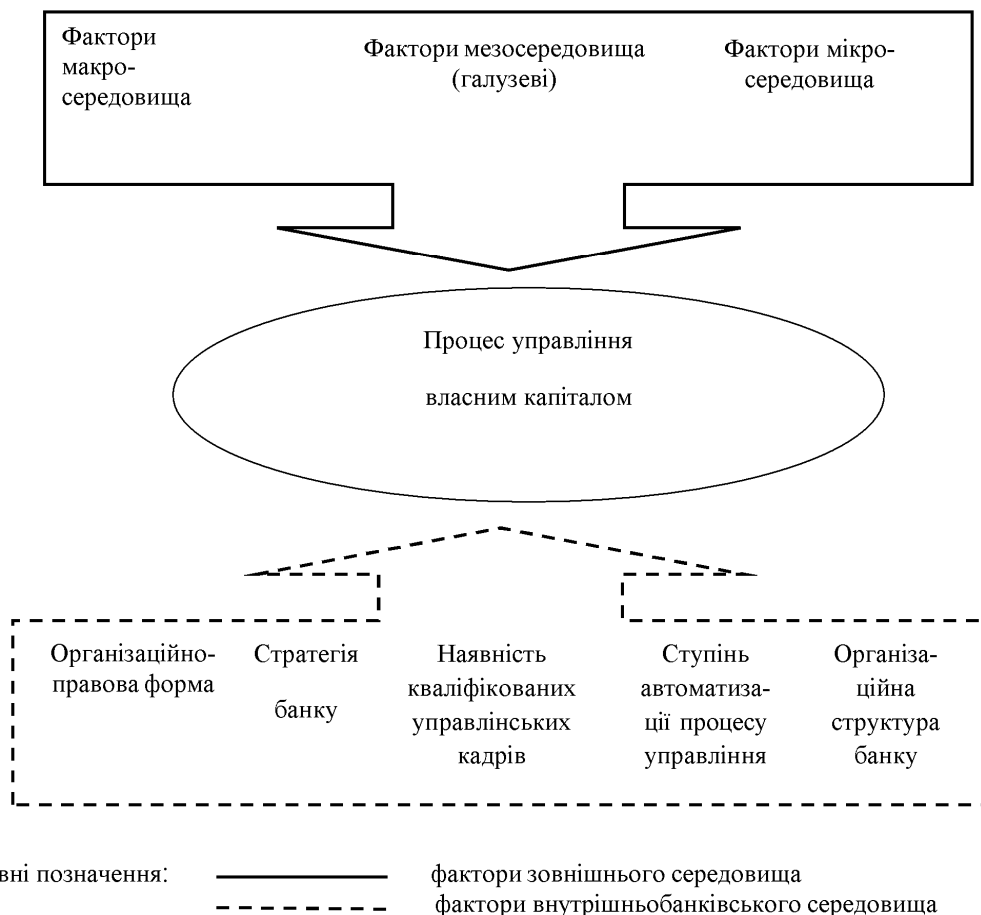 Фактори
макро-
середовища
Фактори мезосередовища
(галузеві)
Фактори мікро-
середовища
Процес управління
власним капіталом
Організаційно-
правова форма
Стратегія
банку
Наявність
кваліфікованих
управлінських
кадрів
Ступінь
автоматиза-
ції процесу
управління
Організа-
ційна
структура
банку
вні позначення:
фактори зовнішнього середовища
фактори внутрішньобанківського середовища